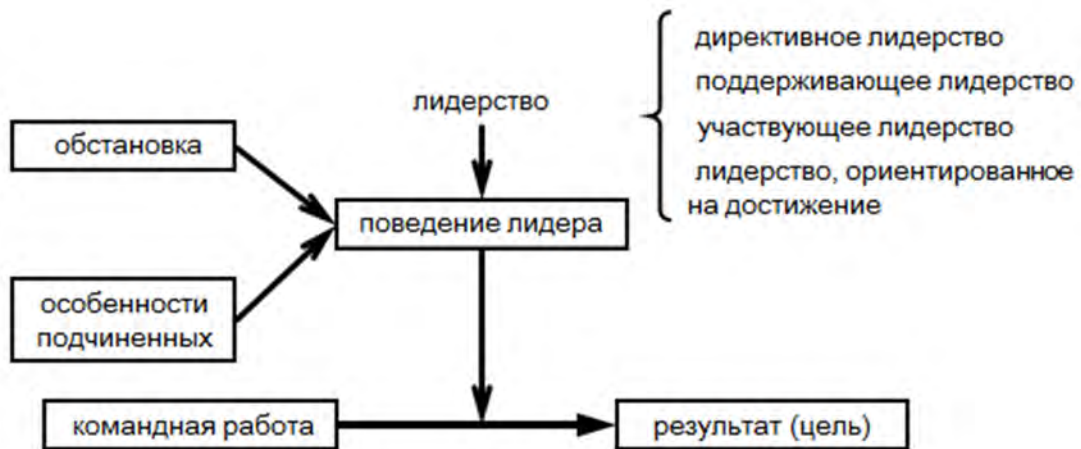 директивное лидерство
поддерживающее лидерство
участвующее лидерство
лидерство, ориентированное
на достижение
лидерство
обстановка
поведение лидера
особенности
подчиненных
командная работа
результат (цель)